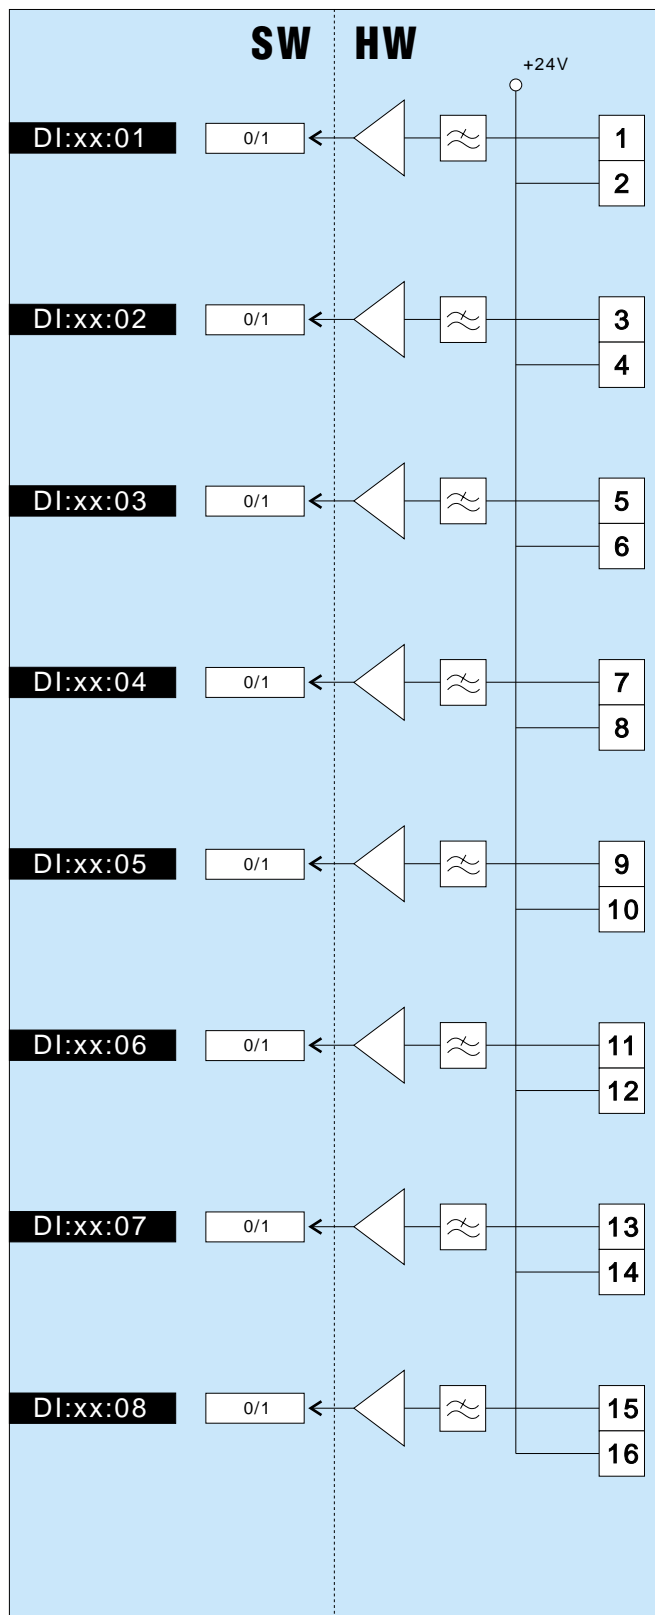 SW HW
+24V
DI:xx:01 0/1 1
2
DI:xx:02 0/1 3
4
DI:xx:03 0/1 5
6
DI:xx:04 0/1 7
8
DI:xx:05 0/1 9
10
DI:xx:06 0/1 11
12
DI:xx:07 0/1 13
14
DI:xx:08 0/1 15
16